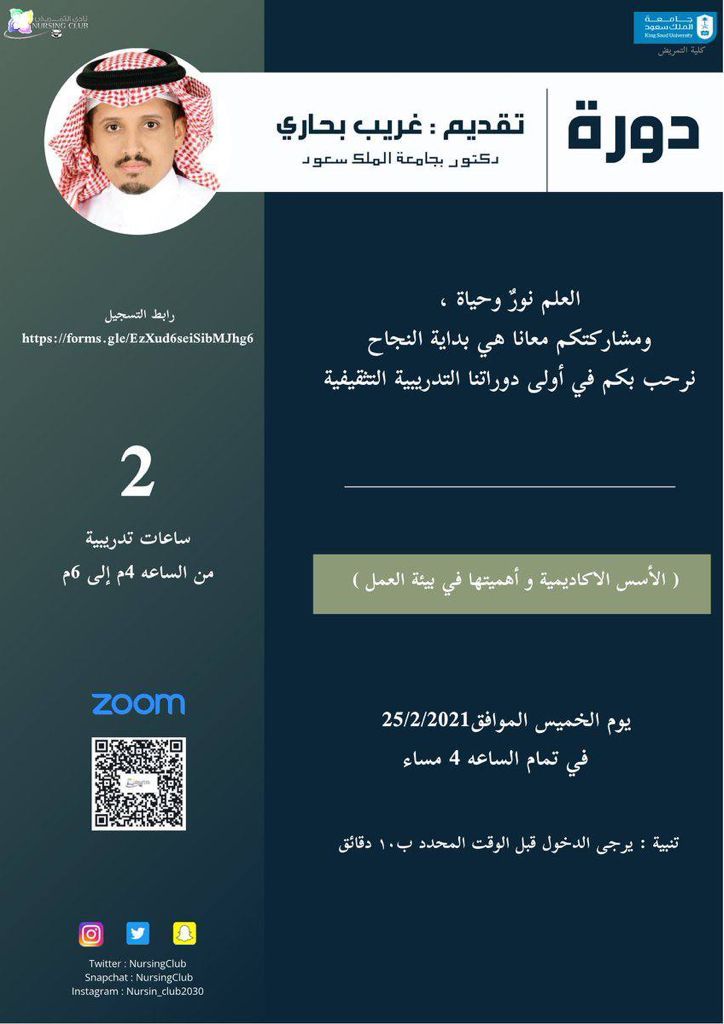 نادي التمريض
NURSING CLUB
جامعة
الملك سعود
King Saud University
كلية التمريض
دورة
تقديم : غريب بحاري
دكتور بجامعة الملك سعود
العلم نورٌ وحياة ،
ومشاركتكم معانا هي بداية النجاح
نرحب بكم في أولى دوراتنا التدريبية التثقيفية
رابط التسجيل
https://forms.gle/EzXud6seiSibMJhg6
2
ساعات تدريبية
من الساعه 4م إلى 6م
( الأسس الاكاديمية و أهميتها في بيئة العمل )
يوم الخميس الموافق25/2/2021
في تمام الساعه 4 مساء
تنبية : يرجى الدخول قبل الوقت المحدد ب١٠ دقائق
zoom
Twitter : NursingClub
Snapchat : NursingClub
Instagram : Nursin_club2030